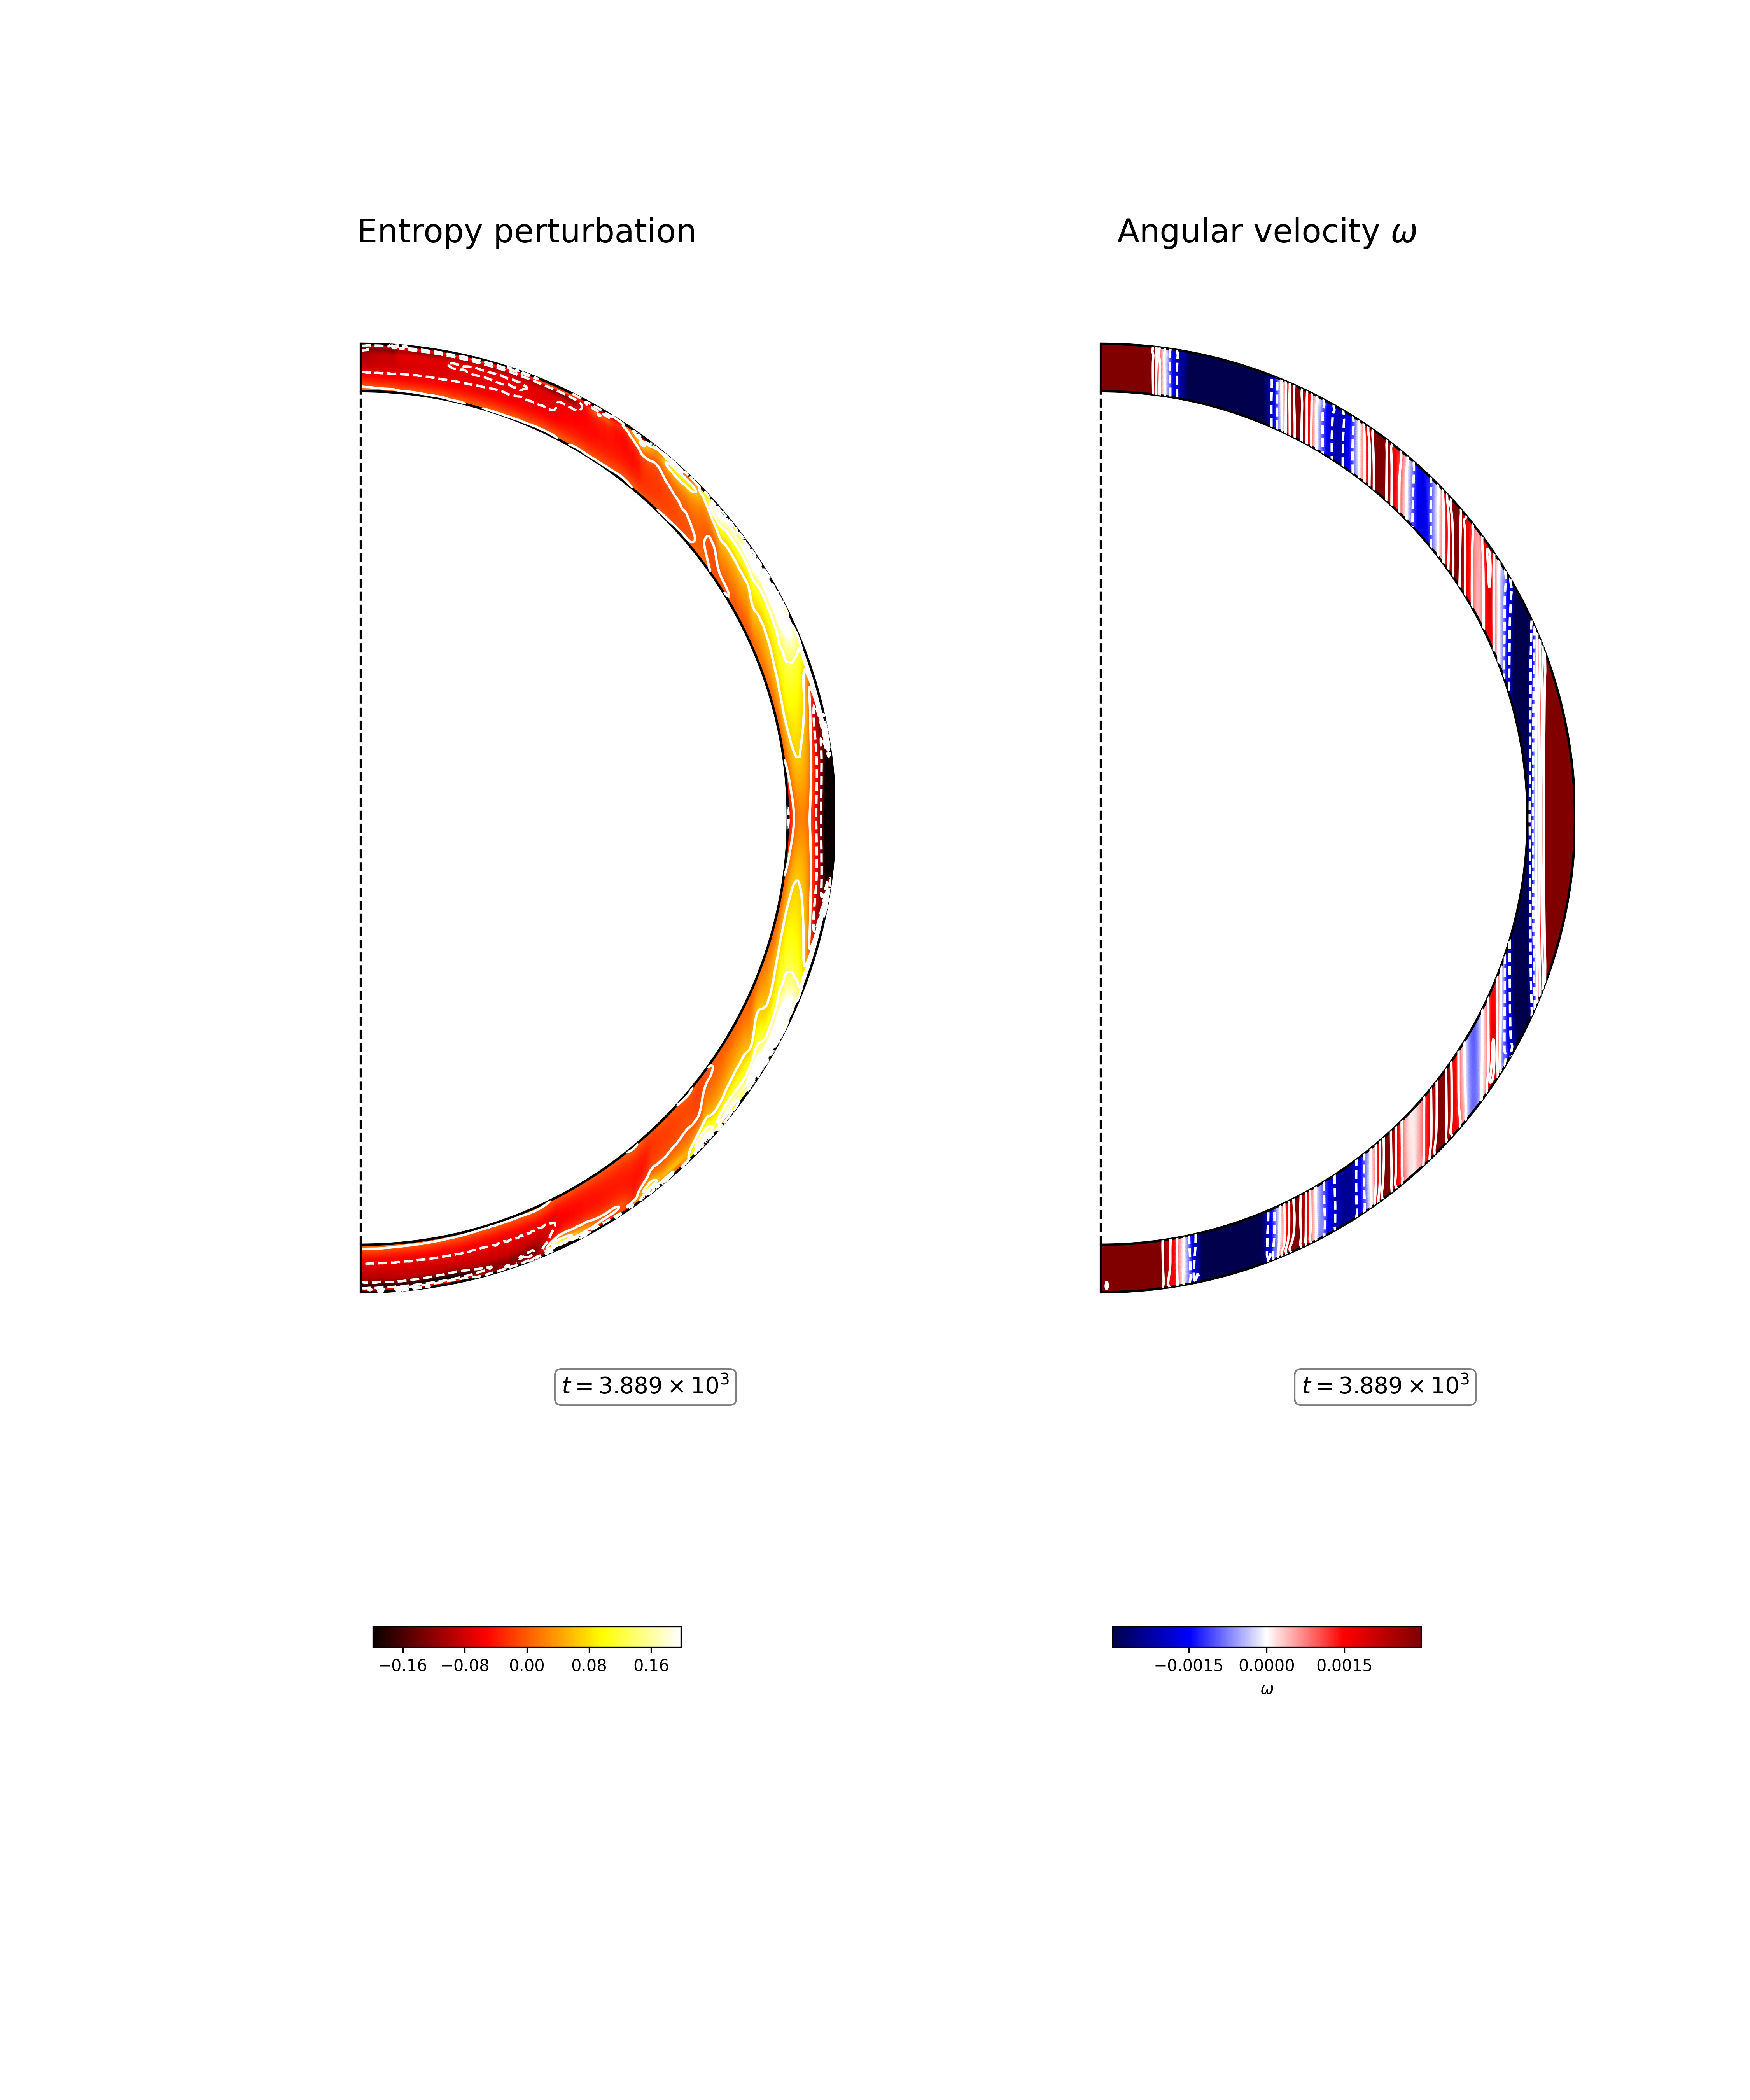 Entropy perturbation
Angular velocity ω
t = 3.889 × 10³
t = 3.889 × 10³
−0.16 −0.08 0.00 0.08 0.16
−0.0015 0.0000 0.0015
ω